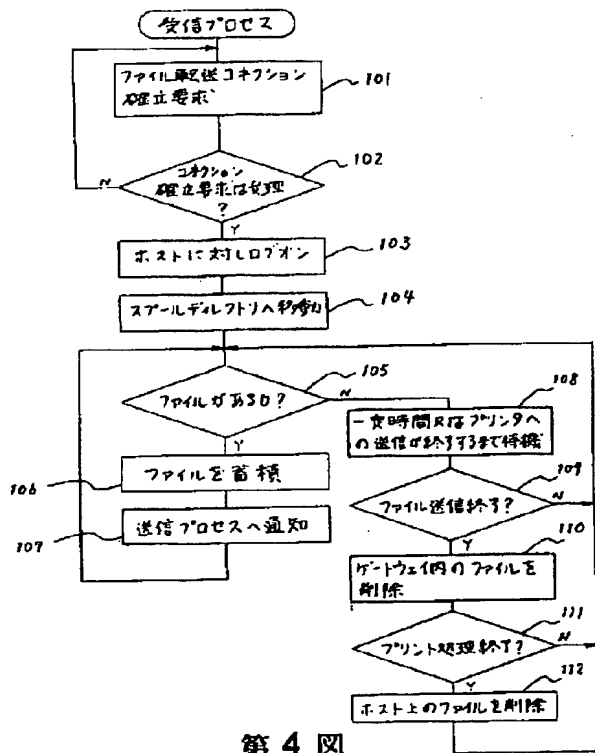 受信プロセス
ファイル転送コネクション
確立要求
101
コネクション
確立要求は受理
?
102
N
Y
ホストに対しログオン
103
スプールディレクトリへ移動
104
ファイルがあるか?
105
N
Y
ファイルを蓄積
106
送信プロセスへ通知
107
一定時間又はプリンタへ
の送信が終了するまで待機
108
ファイル送信終了?
109
N
Y
ゲートウェイ内のファイルを
削除
110
プリント処理終了?
111
N
Y
ホスト上のファイルを削除
112
第4図